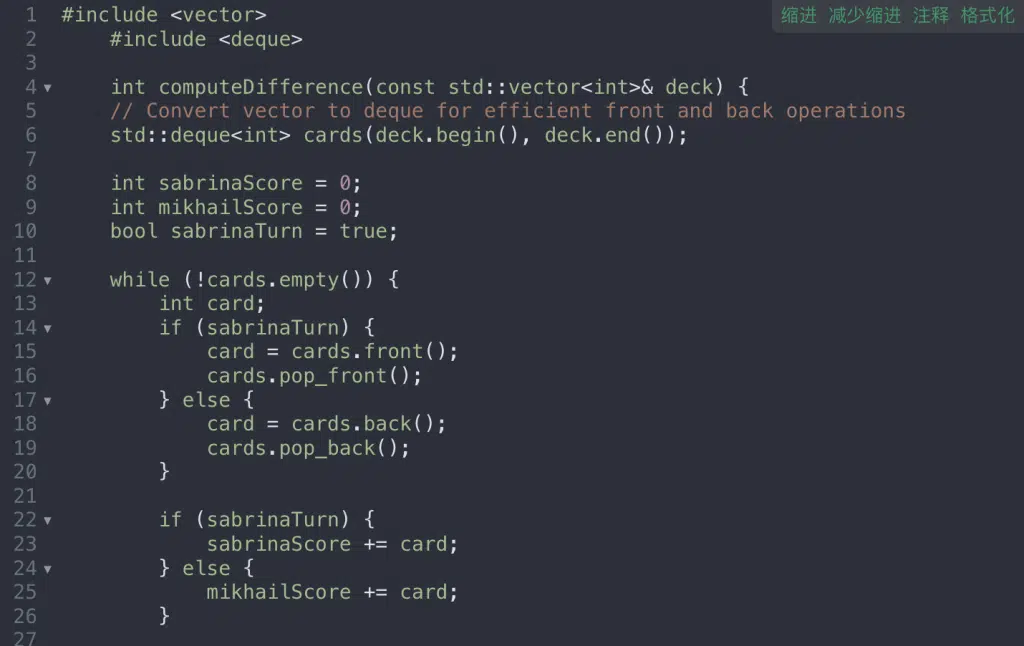 缩进 减少缩进 注释 格式化
1 #include <vector>
2 #include <deque>
3
4 int computeDifference(const std::vector<int>& deck) {
5 // Convert vector to deque for efficient front and back operations
6 std::deque<int> cards(deck.begin(), deck.end());
7
8 int sabrinaScore = 0;
9 int mikhailScore = 0;
10 bool sabrinaTurn = true;
11
12 while (!cards.empty()) {
13 int card;
14 if (sabrinaTurn) {
15 card = cards.front();
16 cards.pop_front();
17 } else {
18 card = cards.back();
19 cards.pop_back();
20 }
21
22 if (sabrinaTurn) {
23 sabrinaScore += card;
24 } else {
25 mikhailScore += card;
26 }
27